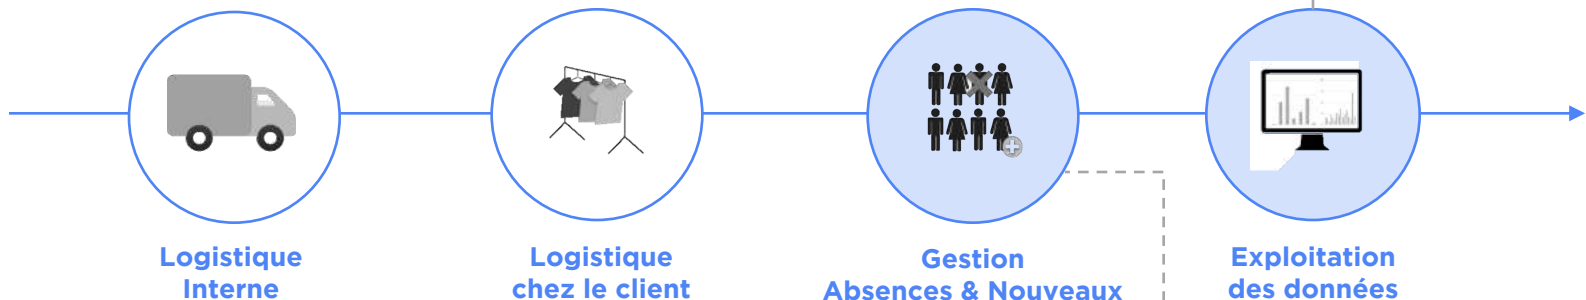 Logistique
Interne
Logistique
chez le client
Gestion
Absences & Nouveaux
Exploitation
des données